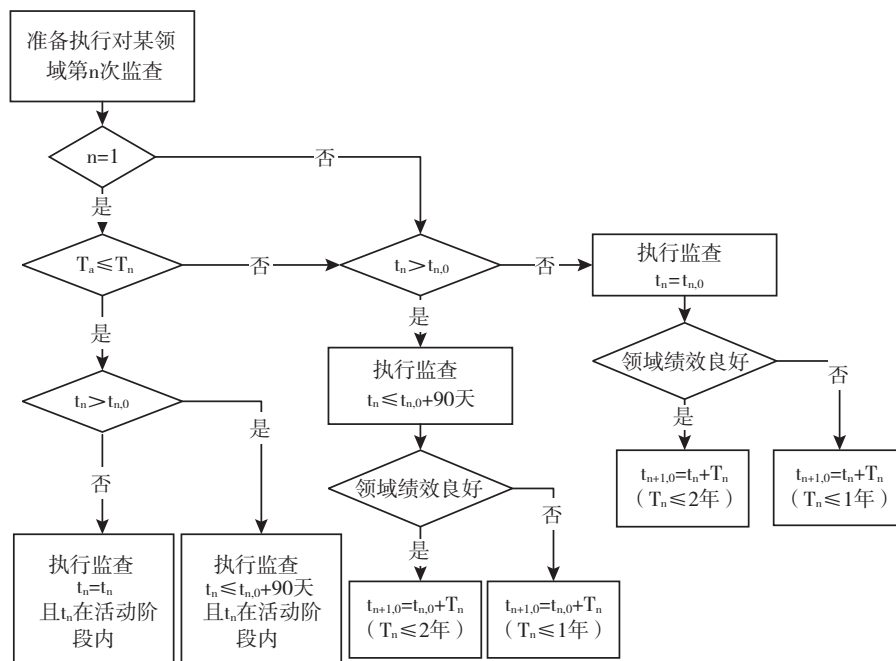 准备执行对某领
域第n次监查
n=1
否
是
Tₐ≤Tₙ
否
tₙ>tₙ,₀
否
执行监查
tₙ=tₙ,₀
是
是
领域绩效良好
否
tₙ>tₙ,₀
执行监查
tₙ≤tₙ,₀+90天
是
是
否
tₙ₊₁,₀=tₙ+Tₙ
(Tₙ≤2年)
tₙ₊₁,₀=tₙ+Tₙ
(Tₙ≤1年)
领域绩效良好
否
是
执行监查
tₙ=tₙ
且tₙ在活动阶
段内
执行监查
tₙ≤tₙ,₀+90天
且tₙ在活动阶
段内
tₙ₊₁,₀=tₙ,₀+Tₙ
(Tₙ≤2年)
tₙ₊₁,₀=tₙ,₀+Tₙ
(Tₙ≤1年)